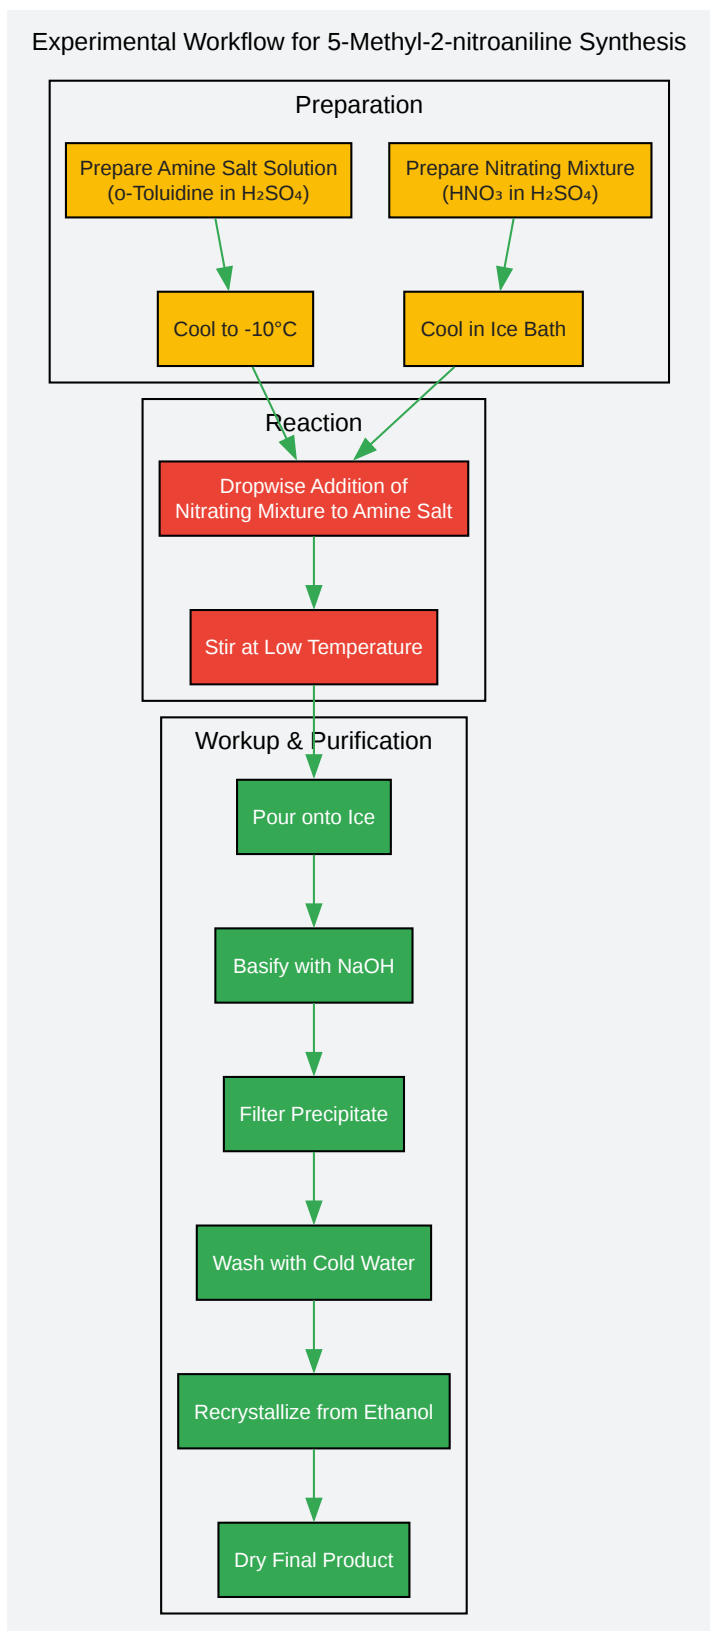 Experimental Workflow for 5-Methyl-2-nitroaniline Synthesis
Preparation
Prepare Amine Salt Solution
(o-Toluidine in H₂SO₄)
Prepare Nitrating Mixture
(HNO₃ in H₂SO₄)
Cool to -10°C
Cool in Ice Bath
Reaction
Dropwise Addition of
Nitrating Mixture to Amine Salt
Stir at Low Temperature
Workup & Purification
Pour onto Ice
Basify with NaOH
Filter Precipitate
Wash with Cold Water
Recrystallize from Ethanol
Dry Final Product